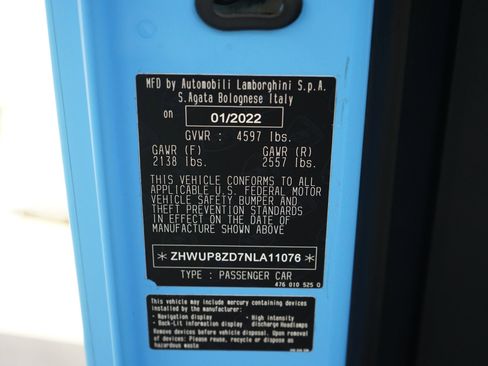 MFD by Automobili Lamborghini S.p.A.
S.Agata Bolognese Italy
on 01/2022
GVWR : 4597 lbs.
GAWR (F) GAWR (R)
2138 lbs. 2557 lbs.
THIS VEHICLE CONFORMS TO ALL
APPLICABLE U.S. FEDERAL MOTOR
VEHICLE SAFETY BUMPER AND
THEFT PREVENTION STANDARDS
IN EFFECT ON THE DATE OF
MANUFACTURE SHOWN ABOVE
* ZHWUP8ZD7NLA11076 *
TYPE : PASSENGER CAR
476 010 525 O
This vehicle may include mercury containing devices
installed by the manufacturer:
- Navigation display - High intensity
- Back-Lit information display discharge Headlamps
Remove devices before vehicle disposal. Upon removal
of devices: Please reuse, recycle or dispose as
hazardous waste